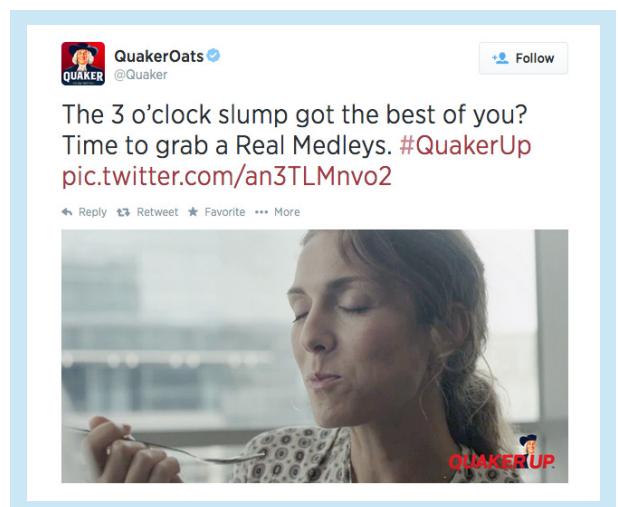 QUAKER
QuakerOats
@Quaker
Follow
The 3 o’clock slump got the best of you?
Time to grab a Real Medleys. #QuakerUp
pic.twitter.com/an3TLMnvo2
Reply Retweet Favorite More
QUAKER UP.